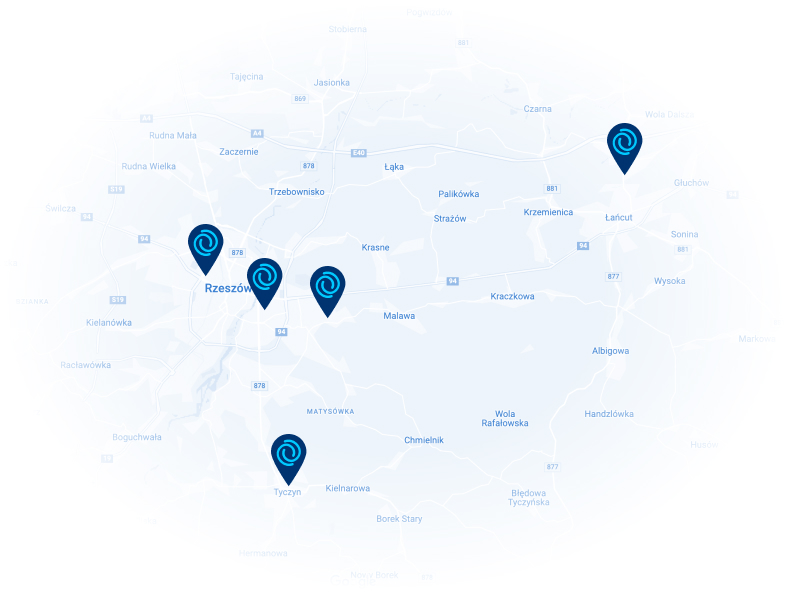 Stobierna
881
Tajęcina
Jasionka
869
Czarna
A4
Wola Dalsza
Rudna Mała
A4
Zaczernie
E40
Rudna Wielka
878
Łąka
Głuchów
S19
Trzebownisko
Palikówka
881
94
Świlcza
94
Strażów
Krzemienica
Łańcut
94
Sonina
Krasne
94
881
878
94
877
Wysoka
Rzeszów
Kraczkowa
S19
Malawa
Kielanówka
94
Albigowa
Racławówka
878
MATYSÓWKA
Wola
Rafałowska
Handzlówka
Boguchwała
Chmielnik
Husów
877
Tyczyn
Kielnarowa
Błędowa
Tyczyńska
Borek Stary
Hermanowa
Nowy Borek